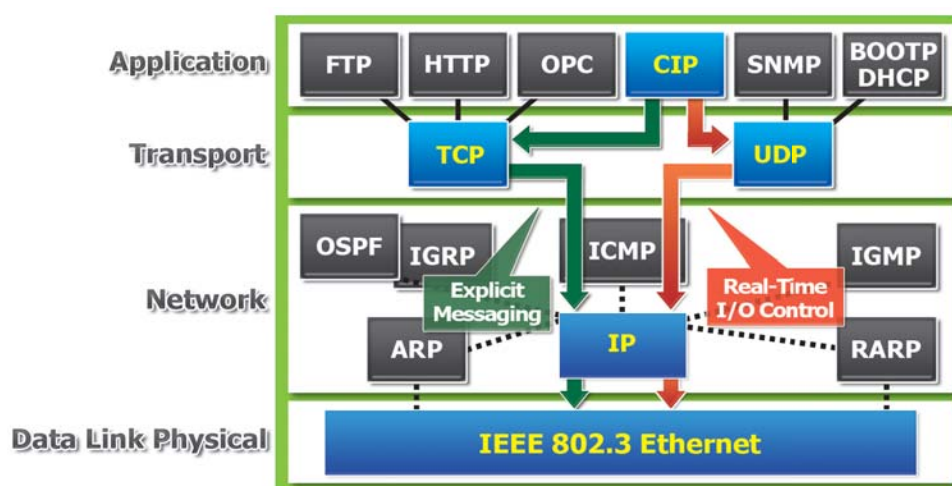 Application
FTP
HTTP
OPC
CIP
SNMP
BOOTP
DHCP
Transport
TCP
UDP
Network
OSPF
IGRP
ICMP
IGMP
Explicit
Messaging
Real-Time
I/O Control
ARP
IP
RARP
Data Link Physical
IEEE 802.3 Ethernet